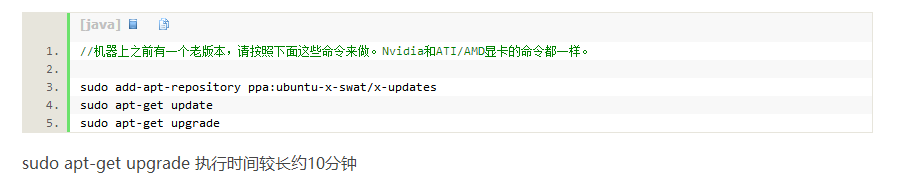 [java]
1. //机器上之前有一个老版本，请按照下面这些命令来做。Nvidia和ATI/AMD显卡的命令都一样。
2.
3. sudo add-apt-repository ppa:ubuntu-x-swat/x-updates
4. sudo apt-get update
5. sudo apt-get upgrade
sudo apt-get upgrade 执行时间较长约10分钟